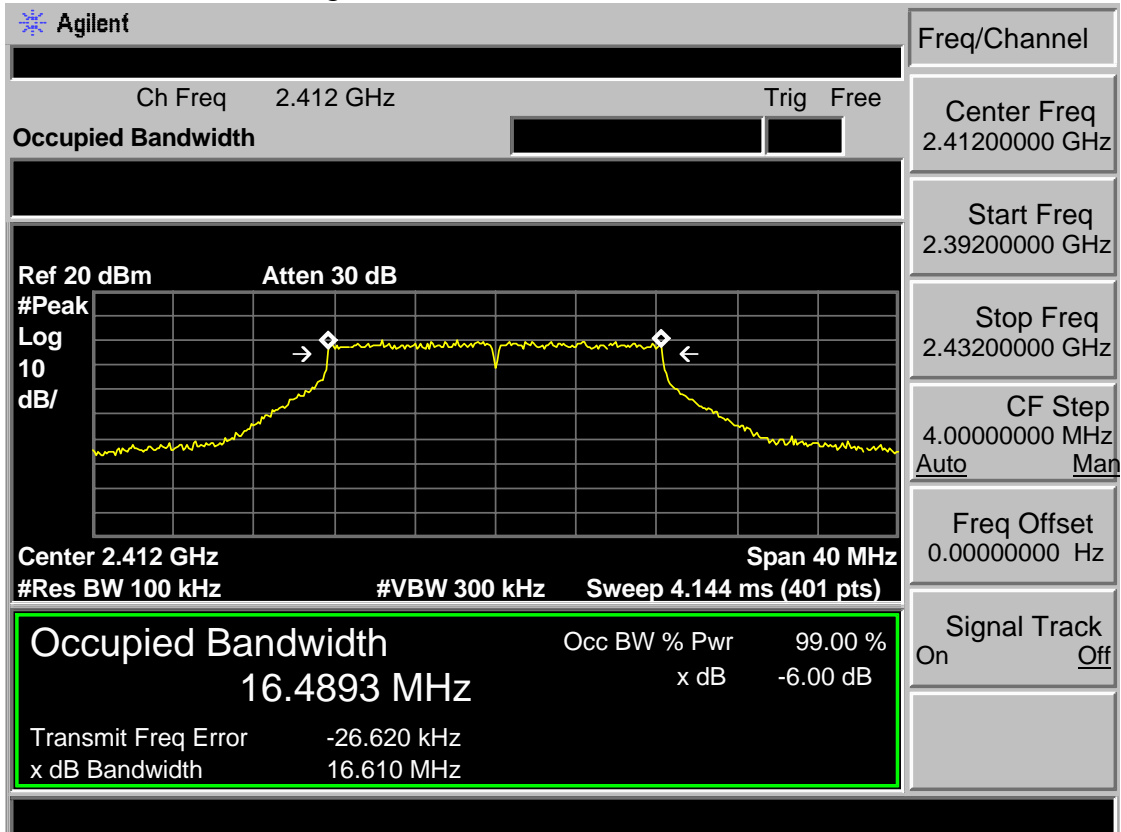 Agilent
Freq/Channel
Ch Freq 2.412 GHz Trig Free
Occupied Bandwidth
Center Freq
2.41200000 GHz
Start Freq
2.39200000 GHz
Stop Freq
2.43200000 GHz
CF Step
4.00000000 MHz
Auto Man
Freq Offset
0.00000000 Hz
Signal Track
On Off
Ref 20 dBm Atten 30 dB
#Peak
Log
10
dB/
Center 2.412 GHz Span 40 MHz
#Res BW 100 kHz #VBW 300 kHz Sweep 4.144 ms (401 pts)
Occupied Bandwidth Occ BW % Pwr 99.00 %
16.4893 MHz x dB -6.00 dB
Transmit Freq Error -26.620 kHz
x dB Bandwidth 16.610 MHz